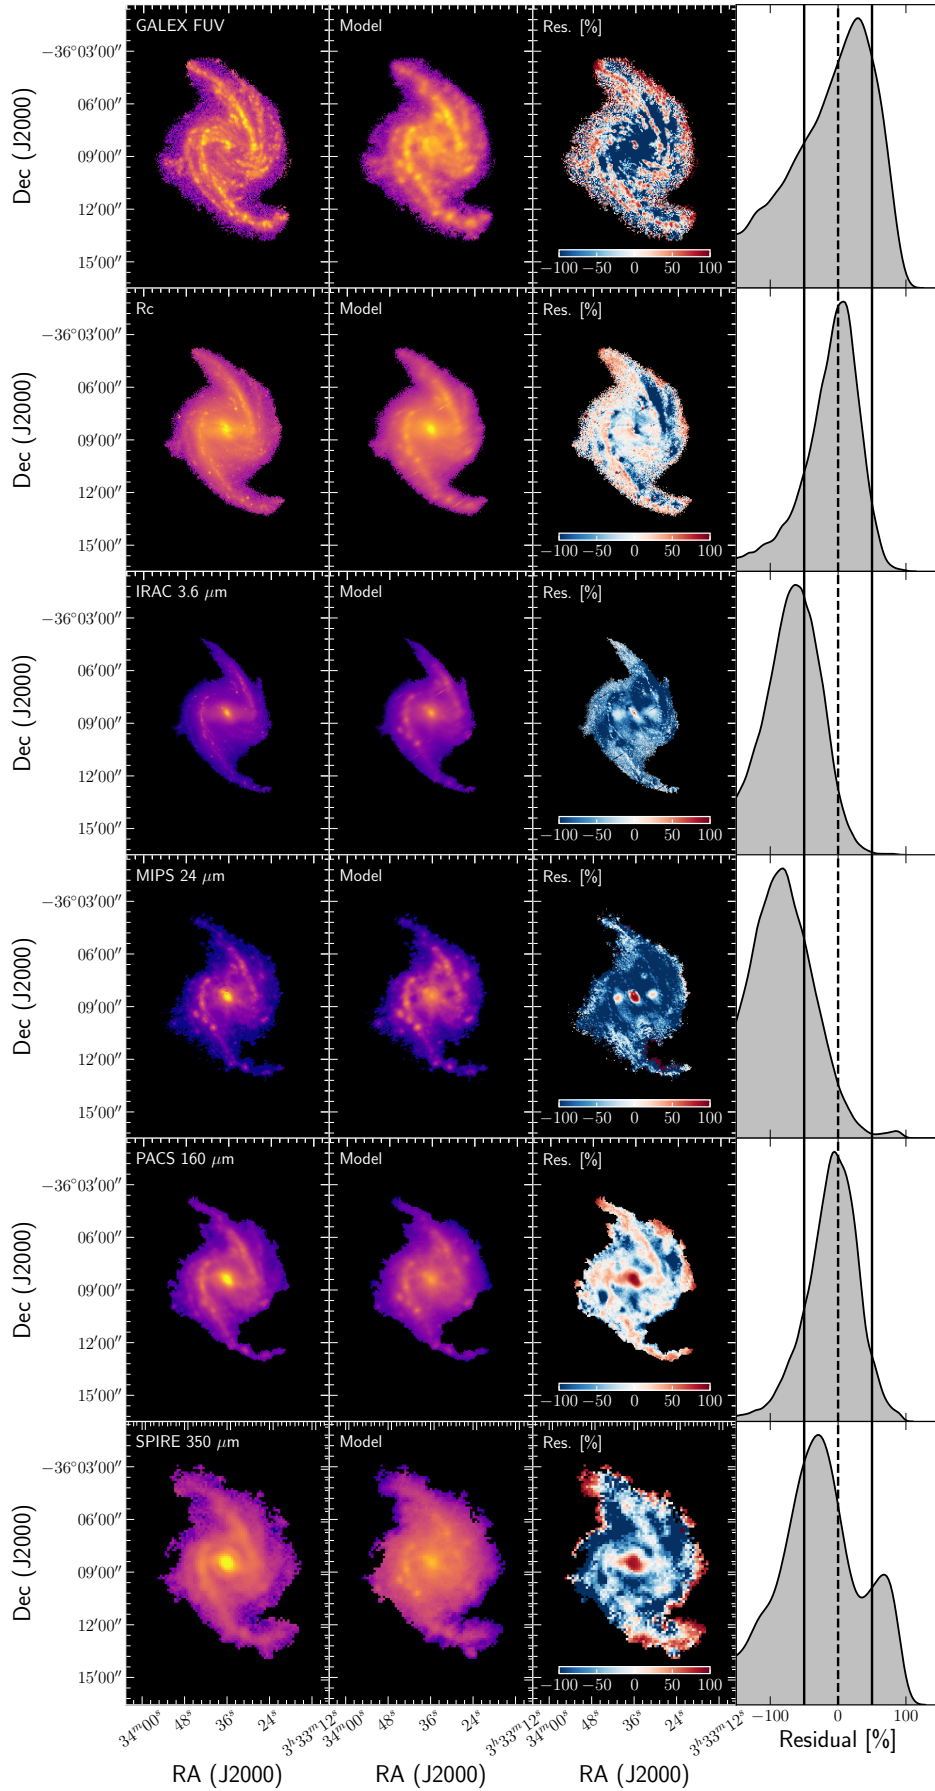 GALEX FUV Model Res. [%]
Dec (J2000)
−36°03′00″
06′00″
09′00″
12′00″
15′00″
−100 −50 0 50 100
Rc Model Res. [%]
Dec (J2000)
−36°03′00″
06′00″
09′00″
12′00″
15′00″
−100 −50 0 50 100
IRAC 3.6 μm Model Res. [%]
Dec (J2000)
−36°03′00″
06′00″
09′00″
12′00″
15′00″
−100 −50 0 50 100
MIPS 24 μm Model Res. [%]
Dec (J2000)
−36°03′00″
06′00″
09′00″
12′00″
15′00″
−100 −50 0 50 100
PACS 160 μm Model Res. [%]
Dec (J2000)
−36°03′00″
06′00″
09′00″
12′00″
15′00″
−100 −50 0 50 100
SPIRE 350 μm Model Res. [%]
Dec (J2000)
−36°03′00″
06′00″
09′00″
12′00″
15′00″
−100 −50 0 50 100
34ᵐ00ˢ 48ˢ 36ˢ 24ˢ 3ʰ33ᵐ12ˢ 34ᵐ00ˢ 48ˢ 36ˢ 24ˢ 3ʰ33ᵐ12ˢ 34ᵐ00ˢ 48ˢ 36ˢ 24ˢ 3ʰ33ᵐ12ˢ −100 0 100
RA (J2000) RA (J2000) RA (J2000) Residual [%]